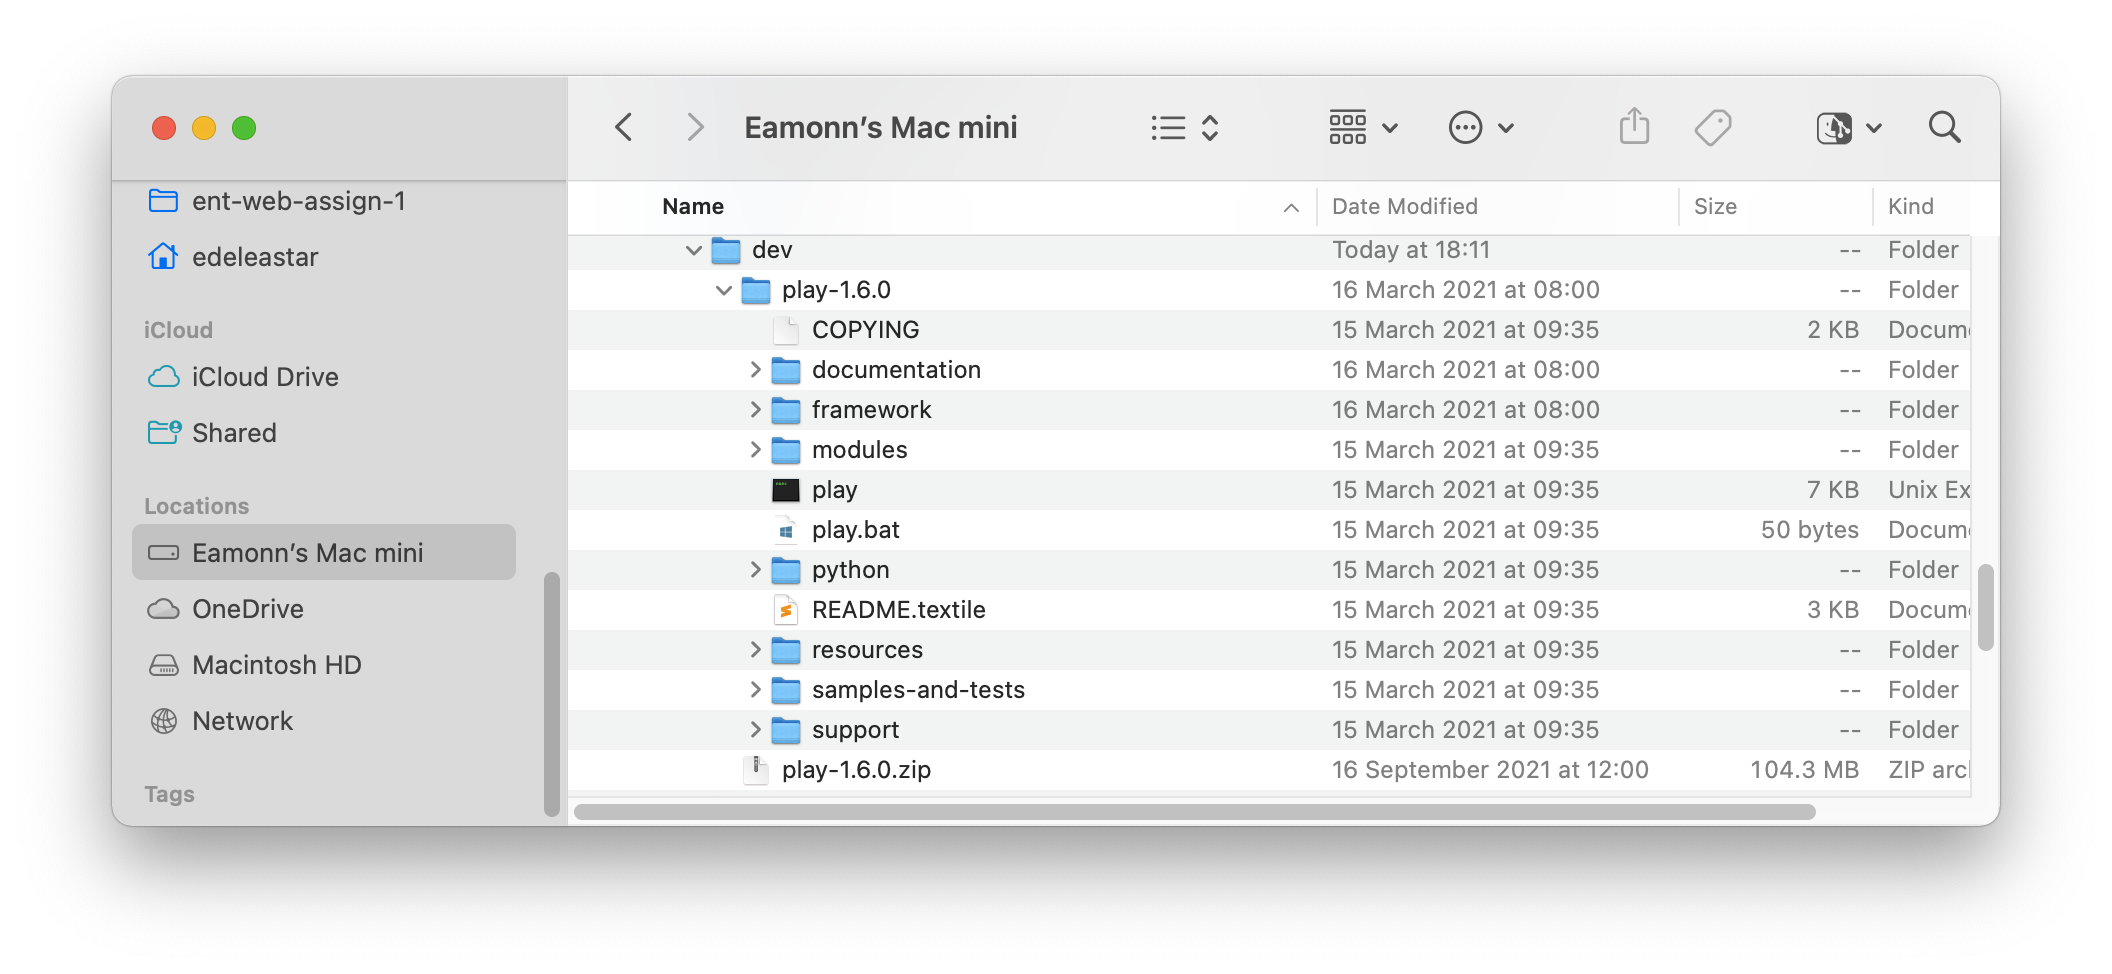 Eamonn's Mac mini
ent-web-assign-1
edeleastar
iCloud
iCloud Drive
Shared
Locations
Eamonn's Mac mini
OneDrive
Macintosh HD
Network
Tags
Name Date Modified Size Kind
dev Today at 18:11 -- Folder
play-1.6.0 16 March 2021 at 08:00 -- Folder
COPYING 15 March 2021 at 09:35 2 KB Docum
documentation 16 March 2021 at 08:00 -- Folder
framework 16 March 2021 at 08:00 -- Folder
modules 15 March 2021 at 09:35 -- Folder
play 15 March 2021 at 09:35 7 KB Unix Ex
play.bat 15 March 2021 at 09:35 50 bytes Docum
python 15 March 2021 at 09:35 -- Folder
README.textile 15 March 2021 at 09:35 3 KB Docum
resources 15 March 2021 at 09:35 -- Folder
samples-and-tests 15 March 2021 at 09:35 -- Folder
support 15 March 2021 at 09:35 -- Folder
play-1.6.0.zip 16 September 2021 at 12:00 104.3 MB ZIP arc